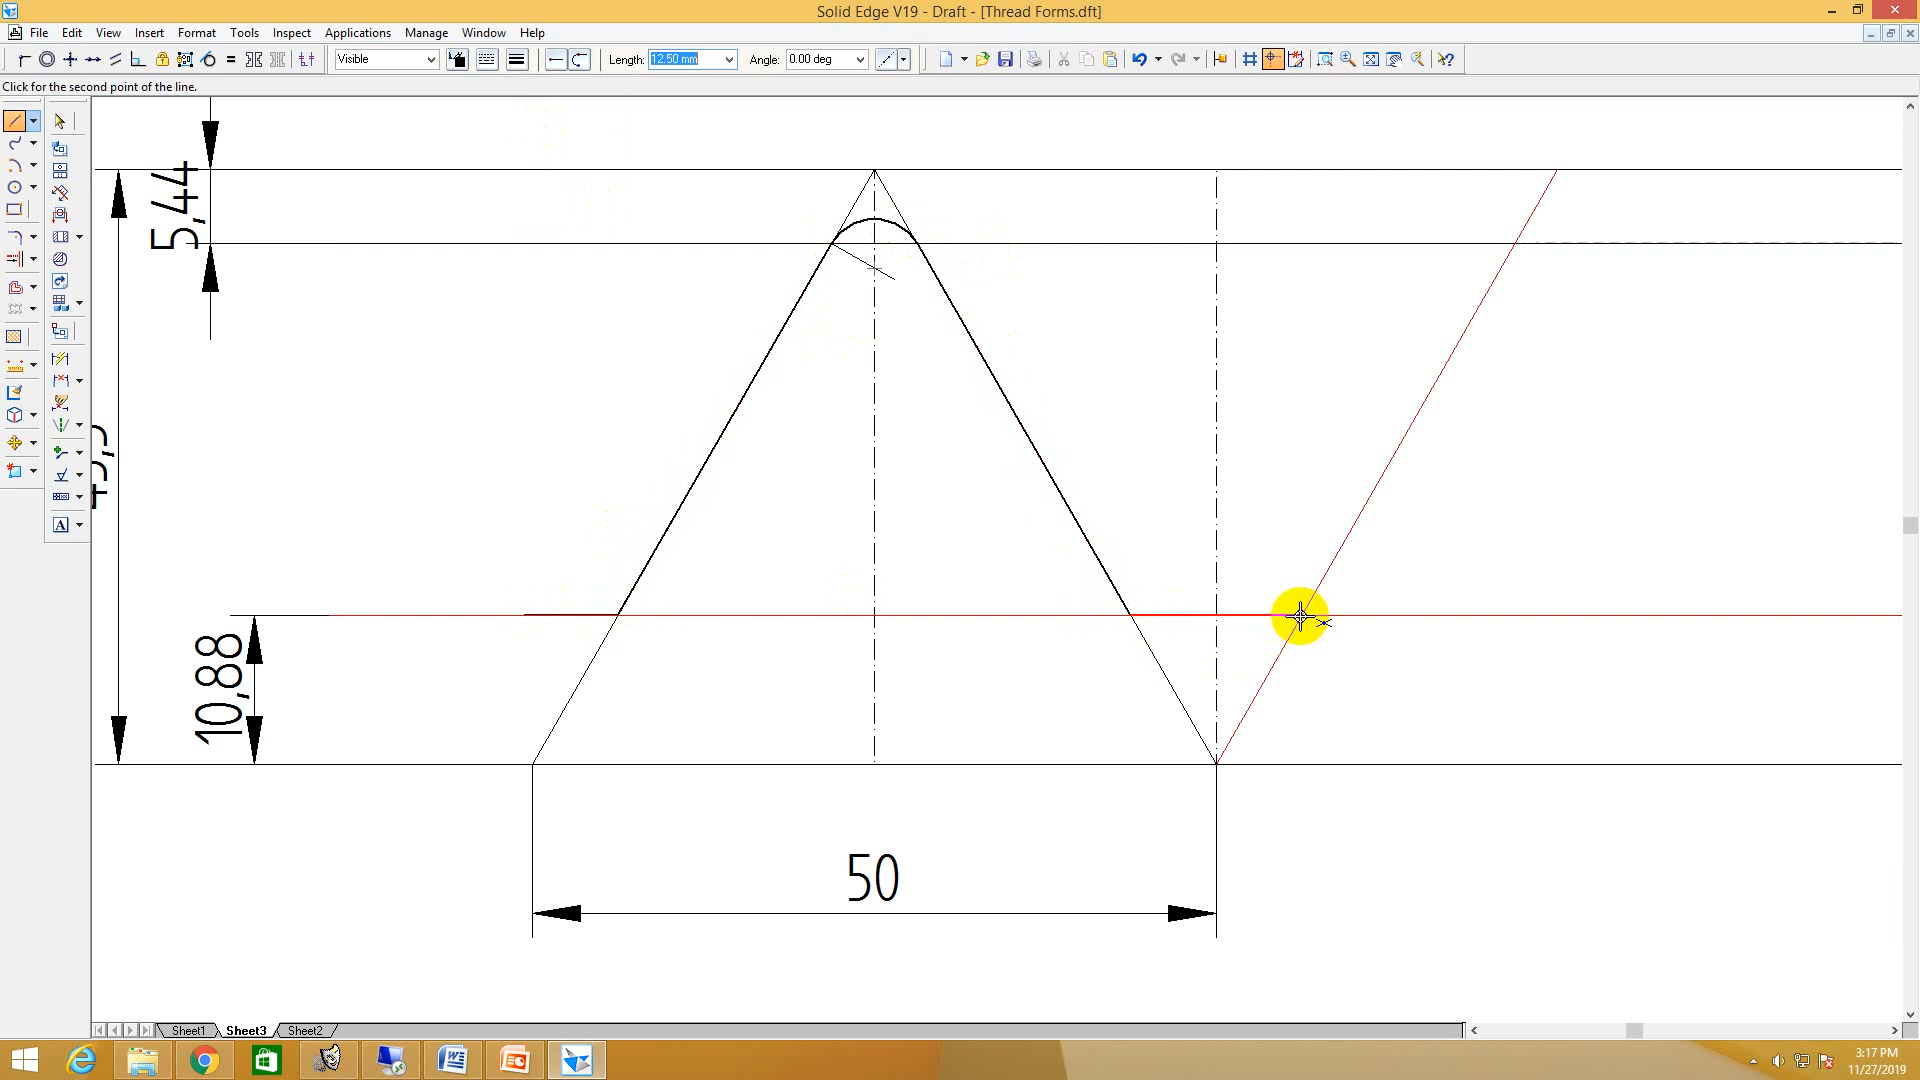 Solid Edge V19 - Draft - [Thread Forms.dft]
File Edit View Insert Format Tools Inspect Applications Manage Window Help
Visible Length: 12.50 mm Angle: 0.00 deg
Click for the second point of the line.
5,44
10,88
50
A
Sheet1 Sheet3 Sheet2
3:17 PM
11/27/2019